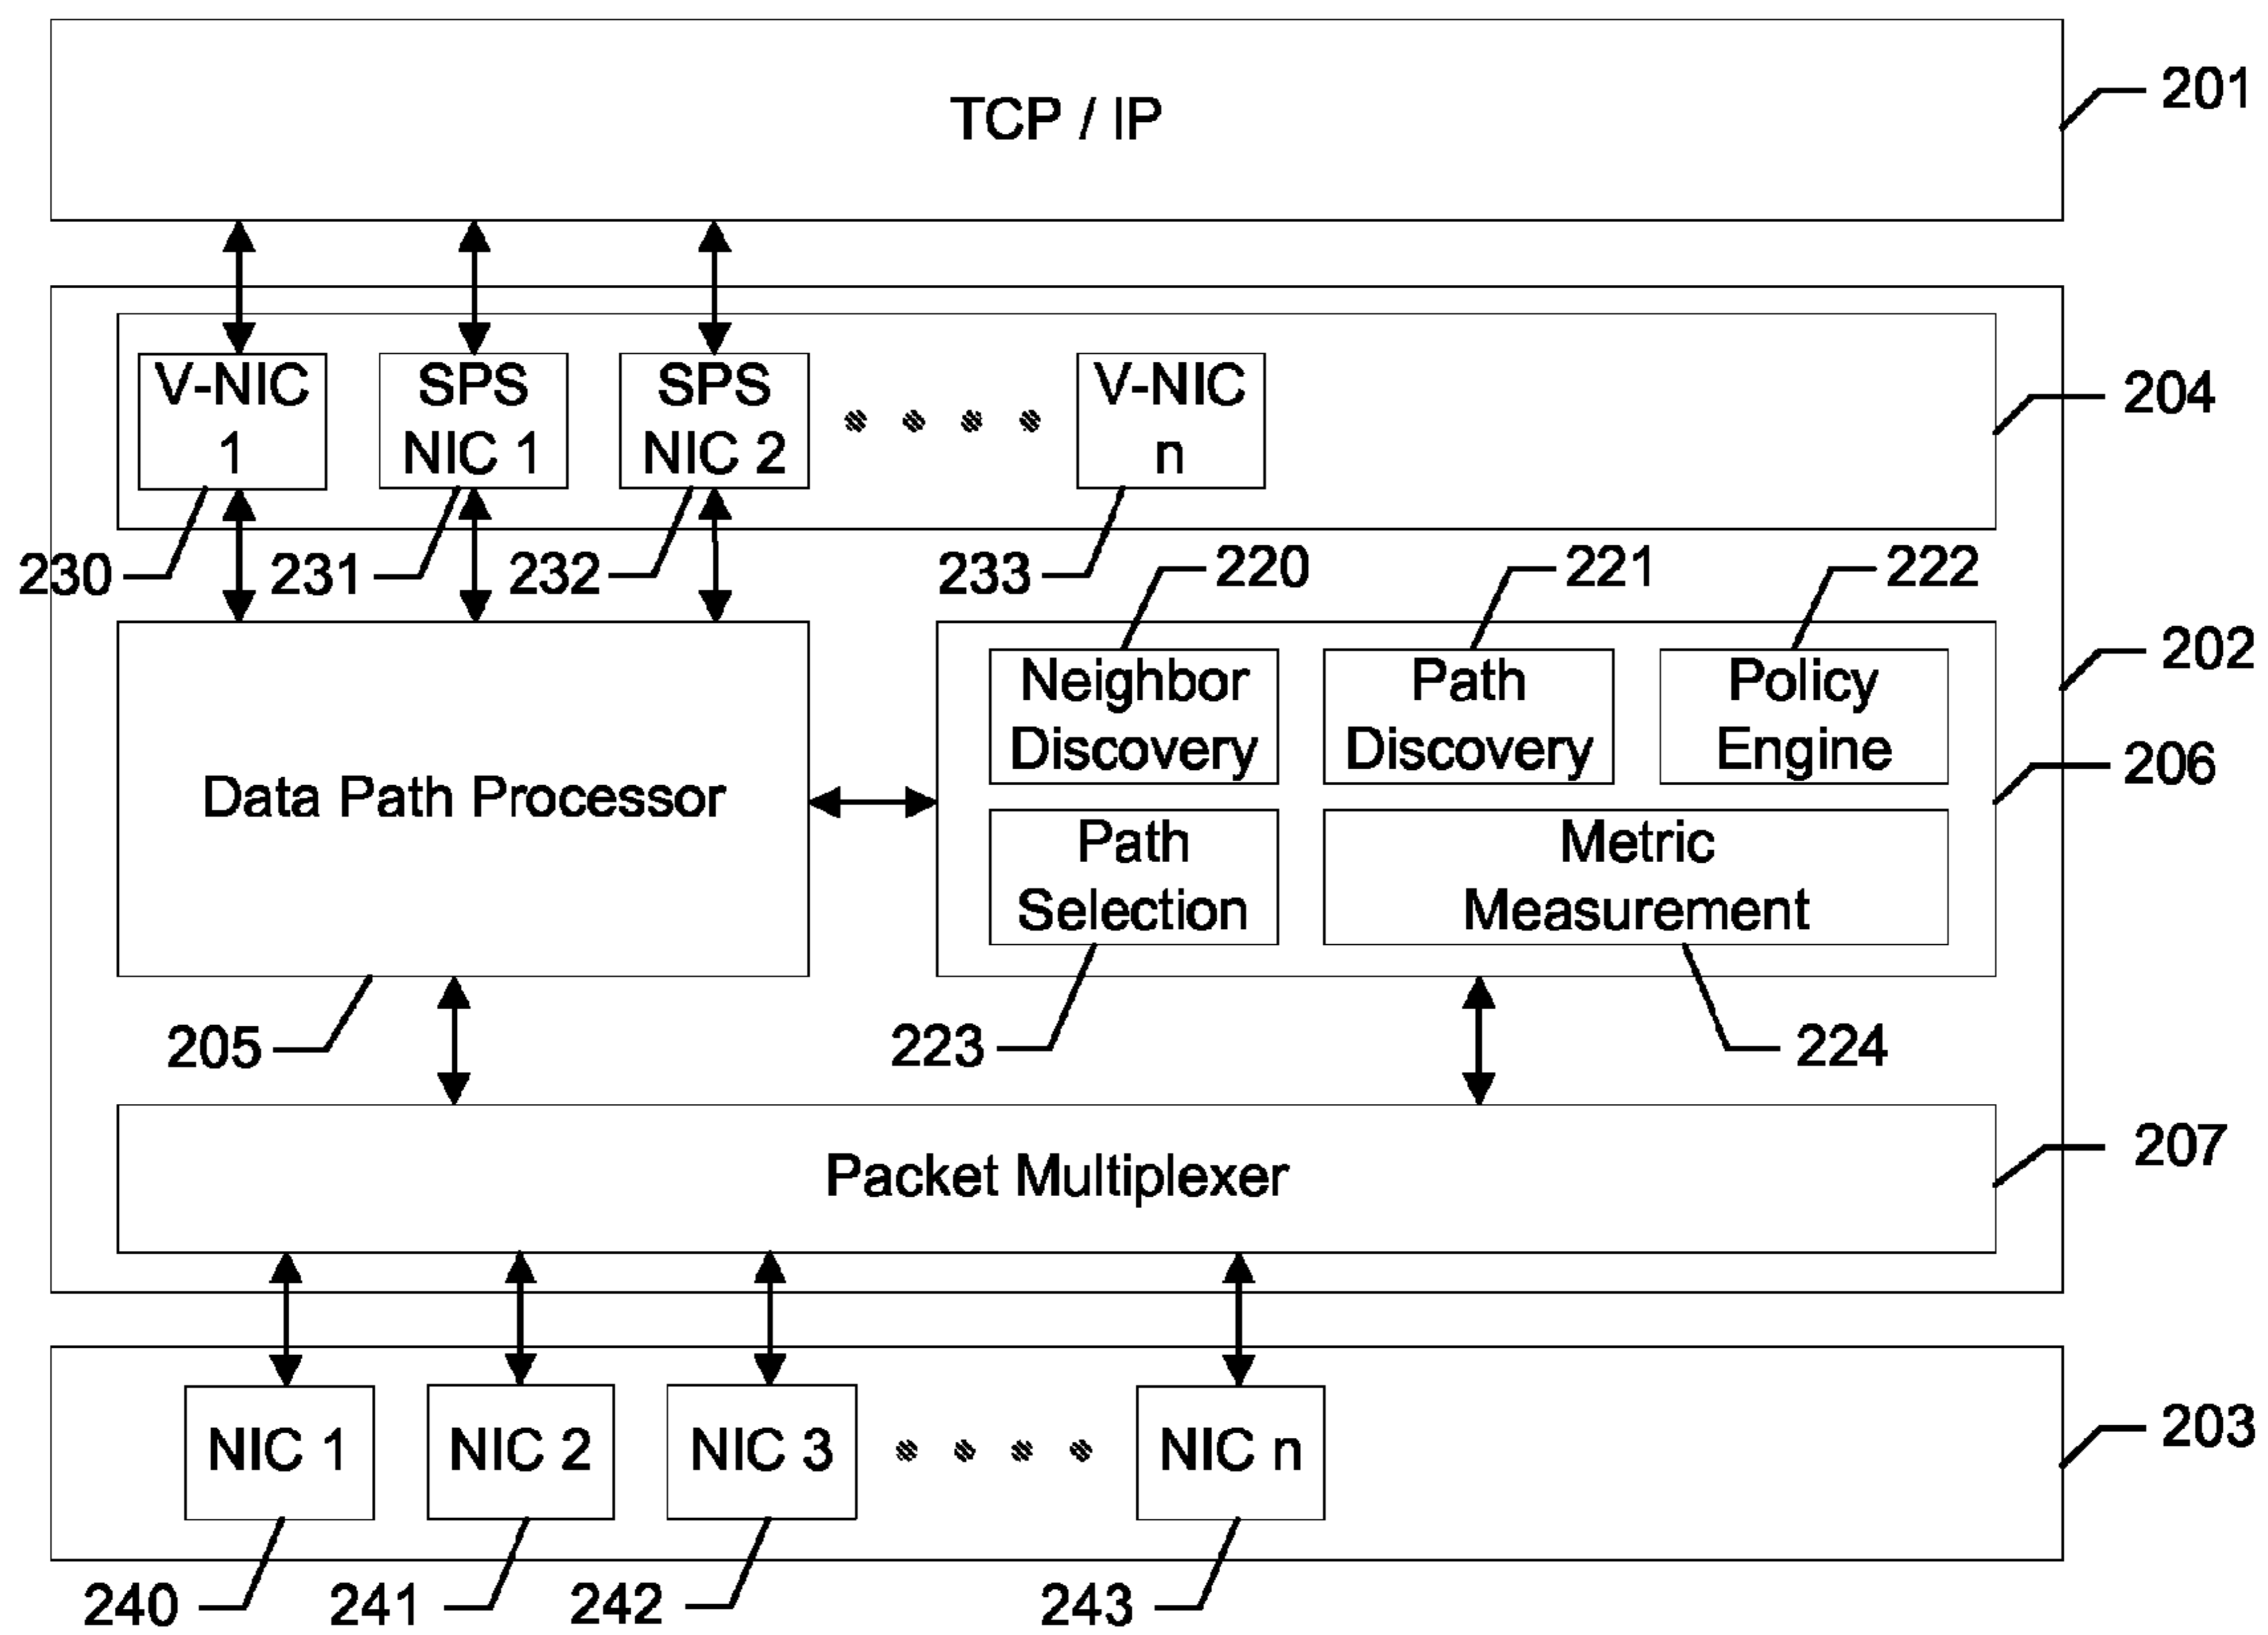 TCP / IP
201
V-NIC
1
SPS
NIC 1
SPS
NIC 2
V-NIC
n
204
230
231
232
233
220
221
222
202
Neighbor
Discovery
Path
Discovery
Policy
Engine
206
Data Path Processor
Path
Selection
Metric
Measurement
205
223
224
207
Packet Multiplexer
NIC 1
NIC 2
NIC 3
NIC n
203
240
241
242
243